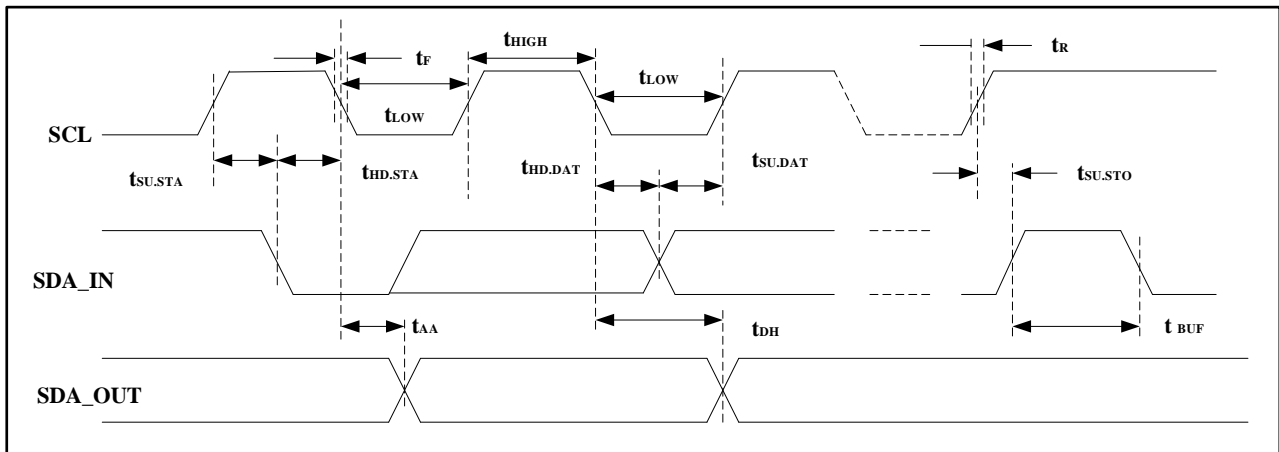 tF
tHIGH
tR
tLOW
tLOW
SCL
tSU.STA
tHD.STA
tHD.DAT
tSU.DAT
tSU.STO
SDA_IN
tAA
tDH
t BUF
SDA_OUT